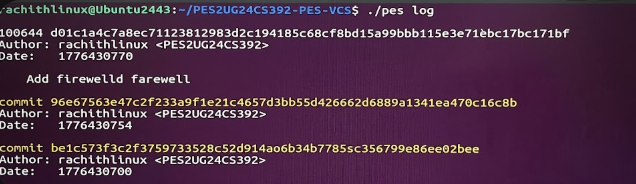 rachithlinux@Ubuntu2443:~/PES2UG24CS392-PES-VCS$ ./pes log
100644 d01c1a4c7a8ec71123812983d2c194185c68cf8bd15a99bbb115e3e71èbc17bc171bf
Author: rachithlinux <PES2UG24CS392>
Date: 1776430770
Add firewelld farewell
commit 96e67563e47c2f233a9f1e21c4657d3bb55d426662d6889a1341ea470c16c8b
Author: rachithlinux <PES2UG24CS392>
Date: 1776430754
commit be1c573f3c2f3759733528c52d914ao6b34b7785sc356799e86ee02bee
Author: rachithlinux <PES2UG24CS392>
Date: 1776430700